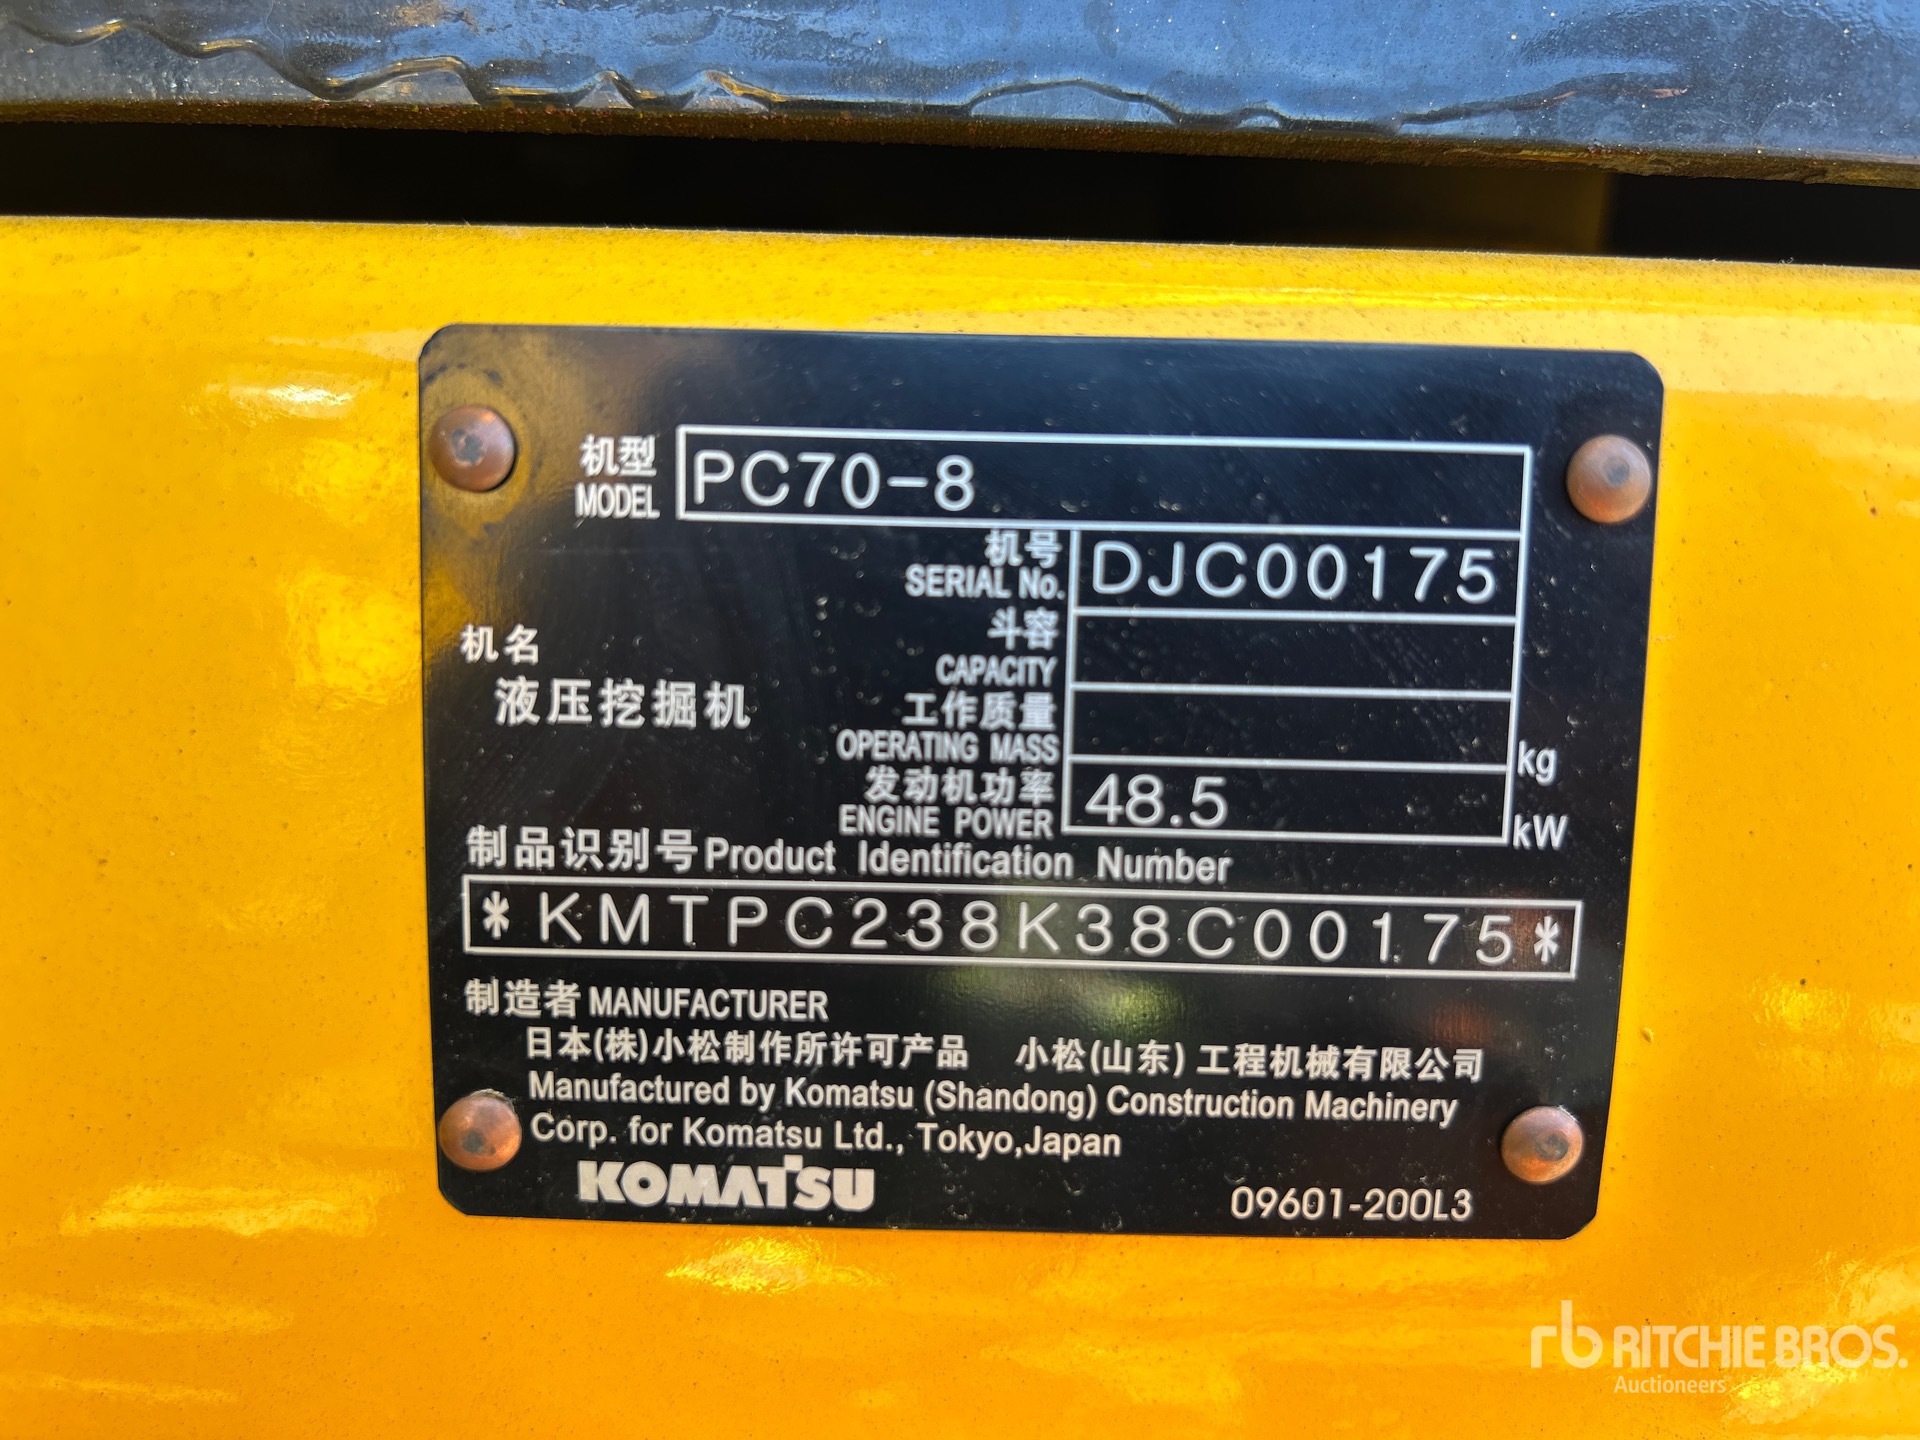 机型
MODEL
PC70-8
机号
SERIAL No.
DJC00175
机名
液压挖掘机
斗容
CAPACITY
工作质量
OPERATING MASS
kg
发动机功率
ENGINE POWER
48.5
kW
制品识别号 Product Identification Number
*KMTPC238K38C00175*
制造者 MANUFACTURER
日本(株)小松制作所许可产品 小松(山东)工程机械有限公司
Manufactured by Komatsu (Shandong) Construction Machinery
Corp. for Komatsu Ltd., Tokyo,Japan
KOMATSU
09601-200L3
rb RITCHIE BROS.
Auctioneers